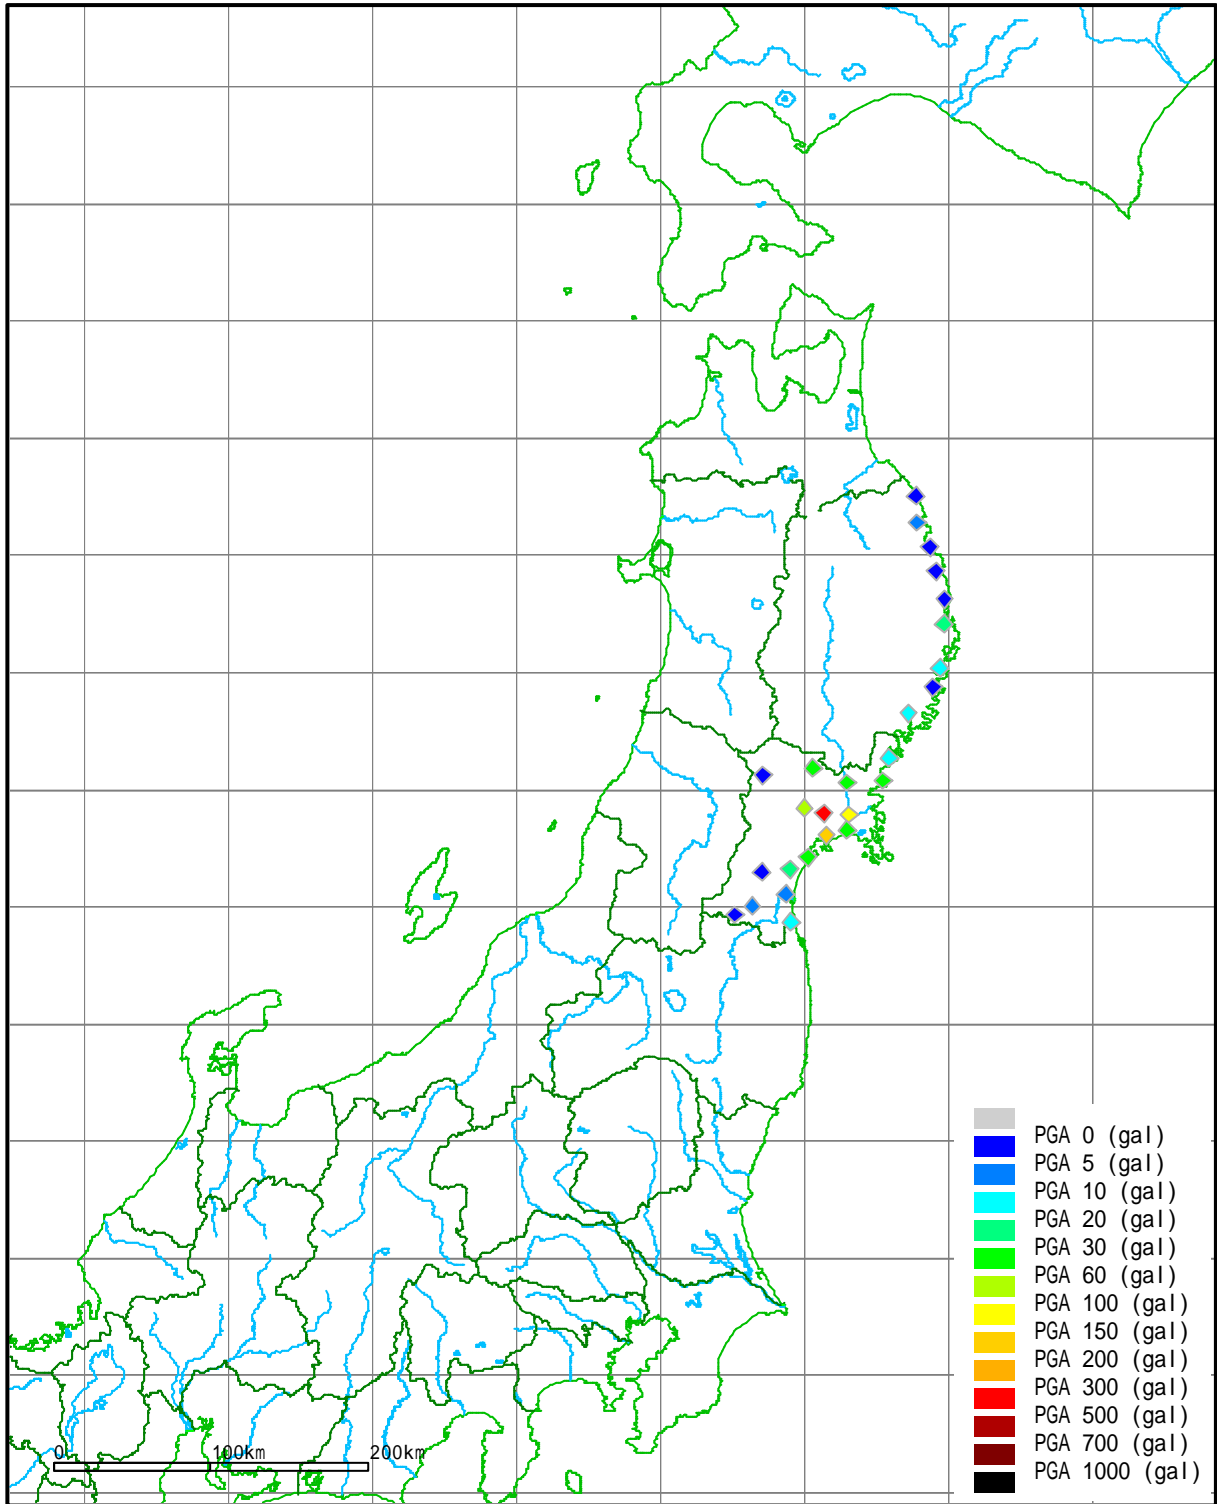 PGA 0 (gal)
PGA 5 (gal)
PGA 10 (gal)
PGA 20 (gal)
PGA 30 (gal)
PGA 60 (gal)
PGA 100 (gal)
PGA 150 (gal)
PGA 200 (gal)
PGA 300 (gal)
PGA 500 (gal)
PGA 700 (gal)
PGA 1000 (gal)
0 100km 200km